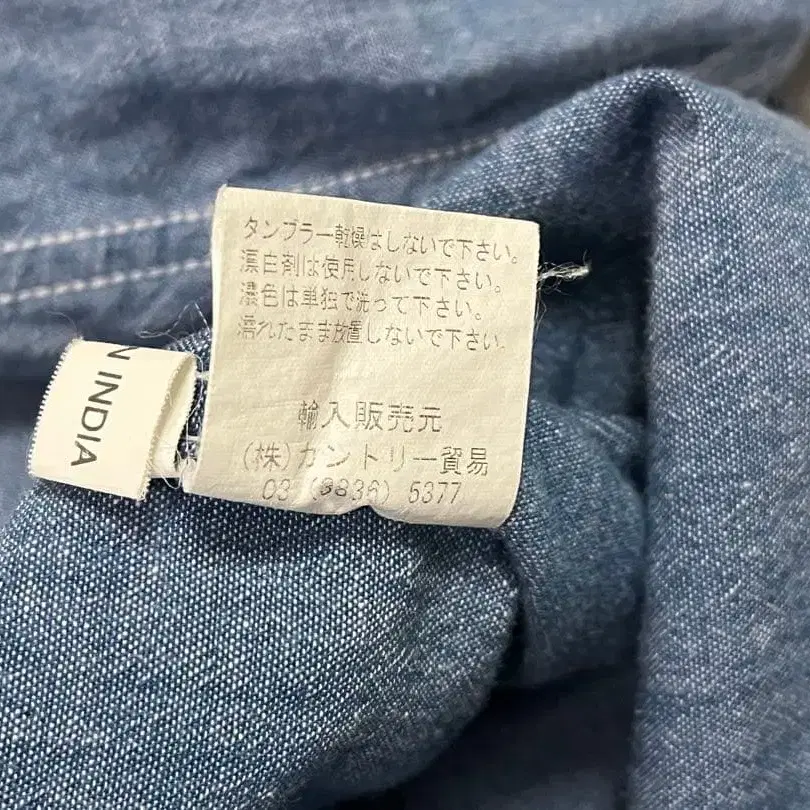 タンブラー乾燥はしないで下さい。
漂白剤は使用しないで下さい。
濃色は単独で洗って下さい。
濡れたまま放置しないで下さい。
輸入販売元
(株)カントリー貿易
03 (3836) 5377
N INDIA